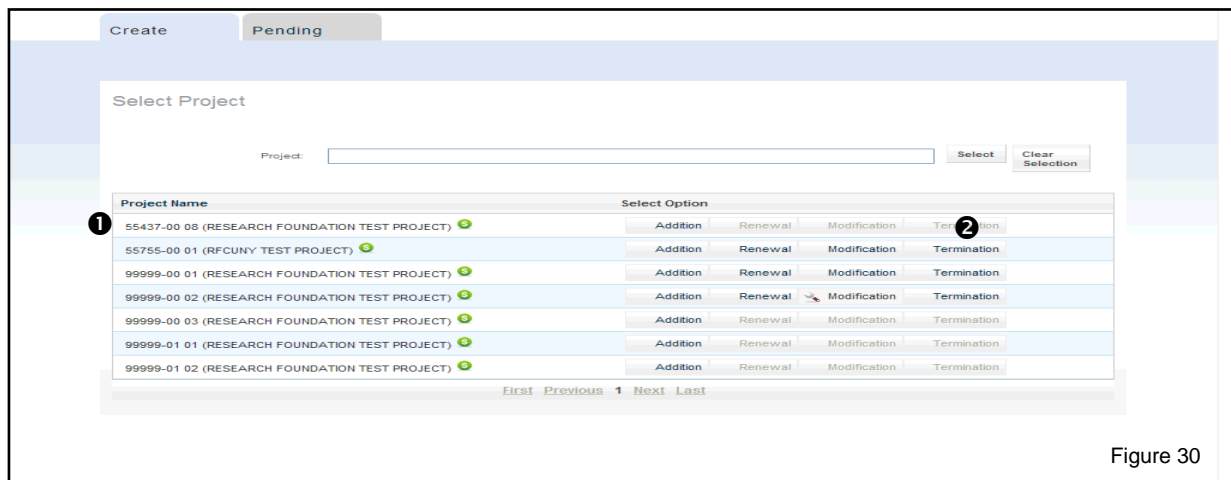 Create Pending
Select Project
Project: Select Clear Selection
Project Name Select Option
❶ 55437-00 08 (RESEARCH FOUNDATION TEST PROJECT) S Addition Renewal Modification Termination ❷
55755-00 01 (RFCUNY TEST PROJECT) S Addition Renewal Modification Termination
99999-00 01 (RESEARCH FOUNDATION TEST PROJECT) S Addition Renewal Modification Termination
99999-00 02 (RESEARCH FOUNDATION TEST PROJECT) S Addition Renewal Modification Termination
99999-00 03 (RESEARCH FOUNDATION TEST PROJECT) S Addition Renewal Modification Termination
99999-01 01 (RESEARCH FOUNDATION TEST PROJECT) S Addition Renewal Modification Termination
99999-01 02 (RESEARCH FOUNDATION TEST PROJECT) S Addition Renewal Modification Termination
First Previous 1 Next Last
Figure 30